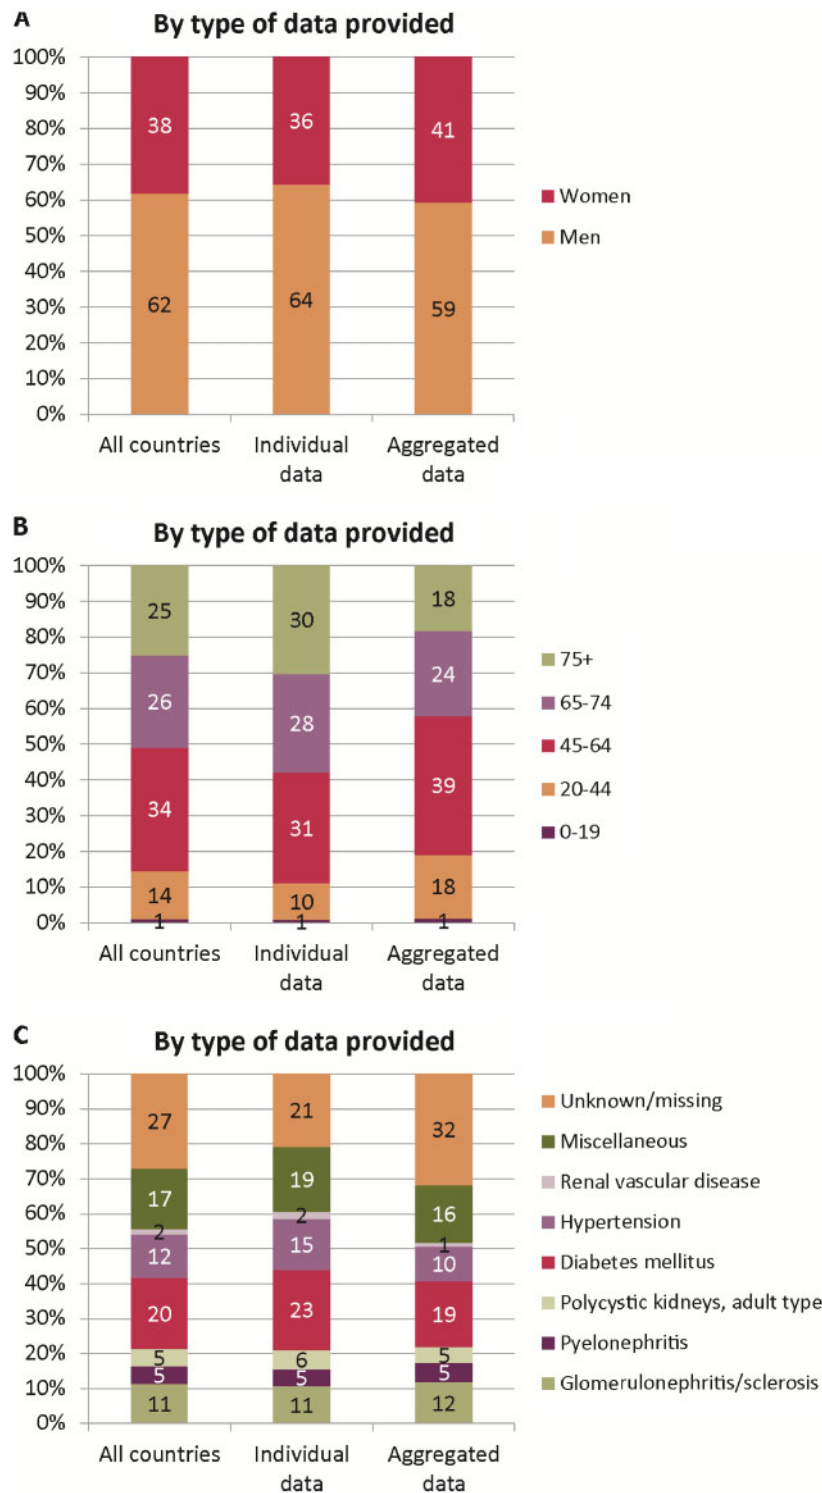 A
By type of data provided
100%
90%
80%
70%
60%
50%
40%
30%
20%
10%
0%
38
36
41
62
64
59
All countries
Individual
data
Aggregated
data
Women
Men
B
By type of data provided
100%
90%
80%
70%
60%
50%
40%
30%
20%
10%
0%
25
30
18
26
28
24
34
31
39
14
10
18
1
1
1
All countries
Individual
data
Aggregated
data
75+
65-74
45-64
20-44
0-19
C
By type of data provided
100%
90%
80%
70%
60%
50%
40%
30%
20%
10%
0%
27
21
32
17
19
16
2
2
1
12
15
10
20
23
19
5
6
5
5
5
5
11
11
12
All countries
Individual
data
Aggregated
data
Unknown/missing
Miscellaneous
Renal vascular disease
Hypertension
Diabetes mellitus
Polycystic kidneys, adult type
Pyelonephritis
Glomerulonephritis/sclerosis